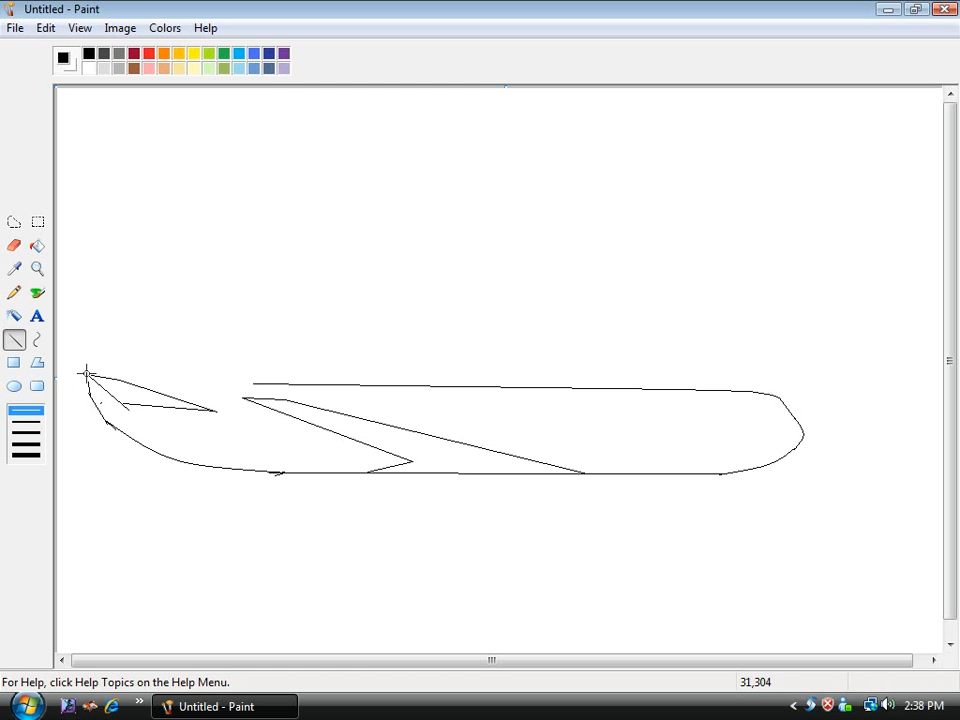 Untitled - Paint
File Edit View Image Colors Help
A
For Help, click Help Topics on the Help Menu.
31,304
Untitled - Paint
2:38 PM